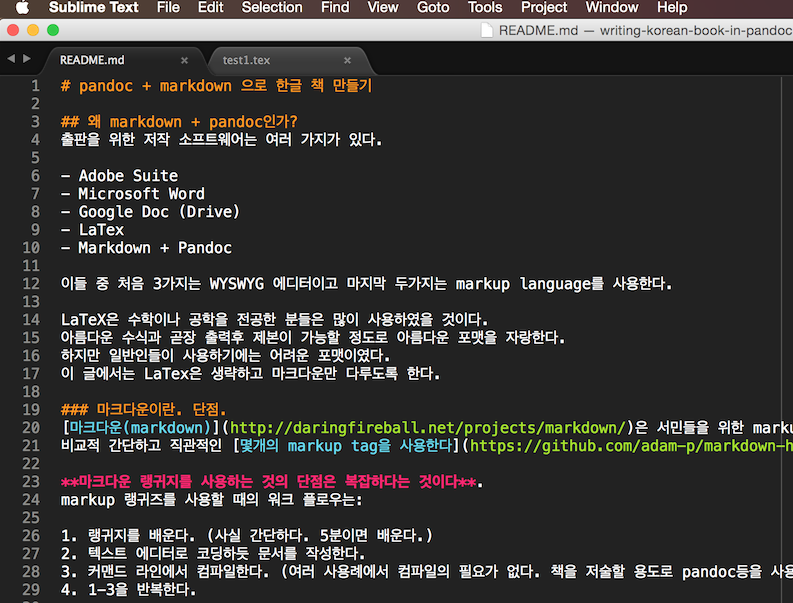 Sublime Text File Edit Selection Find View Goto Tools Project Window Help
README.md — writing-korean-book-in-pandoc
README.md × test1.tex ×
1 # pandoc + markdown 으로 한글 책 만들기
2
3 ## 왜 markdown + pandoc인가?
4 출판을 위한 저작 소프트웨어는 여러 가지가 있다.
5
6 - Adobe Suite
7 - Microsoft Word
8 - Google Doc (Drive)
9 - LaTex
10 - Markdown + Pandoc
11
12 이들 중 처음 3가지는 WYSWYG 에디터이고 마지막 두가지는 markup language를 사용한다.
13
14 LaTeX은 수학이나 공학을 전공한 분들은 많이 사용하였을 것이다.
15 아름다운 수식과 곧장 출력후 제본이 가능할 정도로 아름다운 포맷을 자랑한다.
16 하지만 일반인들이 사용하기에는 어려운 포맷이였다.
17 이 글에서는 LaTex은 생략하고 마크다운만 다루도록 한다.
18
19 ### 마크다운이란. 단점.
20 [마크다운(markdown)](http://daringfireball.net/projects/markdown/)은 서민들을 위한 marku
21 비교적 간단하고 직관적인 [몇개의 markup tag을 사용한다](https://github.com/adam-p/markdown-h
22
23 **마크다운 랭귀지를 사용하는 것의 단점은 복잡하다는 것이다**.
24 markup 랭귀즈를 사용할 때의 워크 플로우는:
25
26 1. 랭귀지를 배운다. (사실 간단하다. 5분이면 배운다.)
27 2. 텍스트 에디터로 코딩하듯 문서를 작성한다.
28 3. 커맨드 라인에서 컴파일한다. (여러 사용례에서 컴파일의 필요가 없다. 책을 저술할 용도로 pandoc등을 사용
29 4. 1-3을 반복한다.